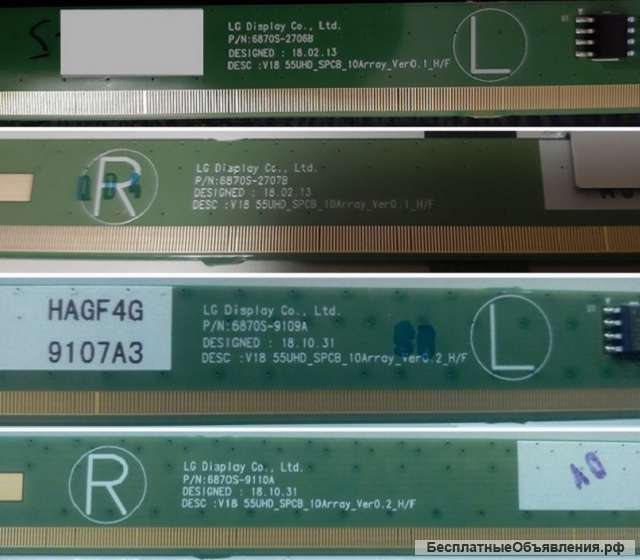 LG Display Co., Ltd.
P/N:6870S-2706B
DESIGNED : 18.02.13
DESC :V18 55UHD_SPCB_10Array_Ver0.1_H/F
L
R
LG Display Co., Ltd.
P/N:6870S-2707B
DESIGNED : 18.02.13
DESC :V18 55UHD_SPCB_10Array_Ver0.1_H/F
HAGF4G
9107A3
LG Display Co., Ltd.
P/N:6870S-9109A
DESIGNED : 18.10.31
DESC :V18 55UHD_SPCB_10Array_Ver0.2_H/F
L
R
LG Display Co., Ltd.
P/N:6870S-9110A
DESIGNED : 18.10.31
DESC :V18 55UHD_SPCB_10Array_Ver0.2_H/F
БесплатныеОбъявления.рф